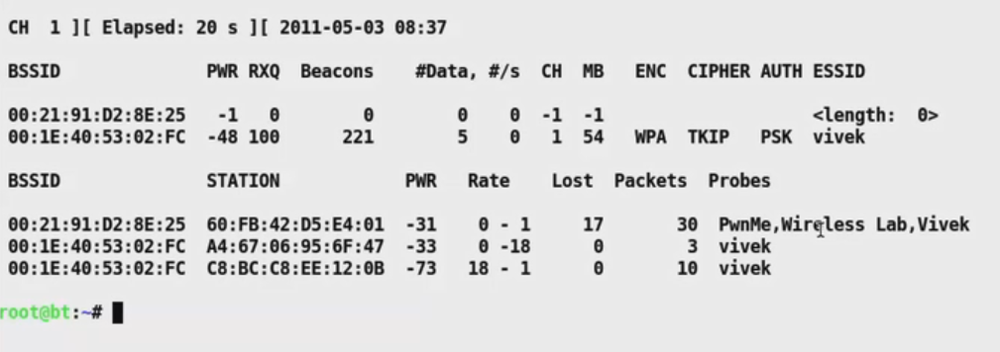 CH  1 ][ Elapsed: 20 s ][ 2011-05-03 08:37
BSSID              PWR RXQ  Beacons    #Data, #/s  CH  MB   ENC  CIPHER AUTH ESSID
00:21:91:D2:8E:25   -1   0        0        0    0  -1  -1                    <length:  0>
00:1E:40:53:02:FC  -48 100      221        5    0   1  54   WPA  TKIP   PSK  vivek
BSSID              STATION            PWR   Rate    Lost  Packets  Probes
00:21:91:D2:8E:25  60:FB:42:D5:E4:01  -31    0 - 1     17       30  PwnMe,Wireless Lab,Vivek
00:1E:40:53:02:FC  A4:67:06:95:6F:47  -33    0 -18      0        3  vivek
00:1E:40:53:02:FC  C8:BC:C8:EE:12:0B  -73   18 - 1      0       10  vivek
root@bt:~#